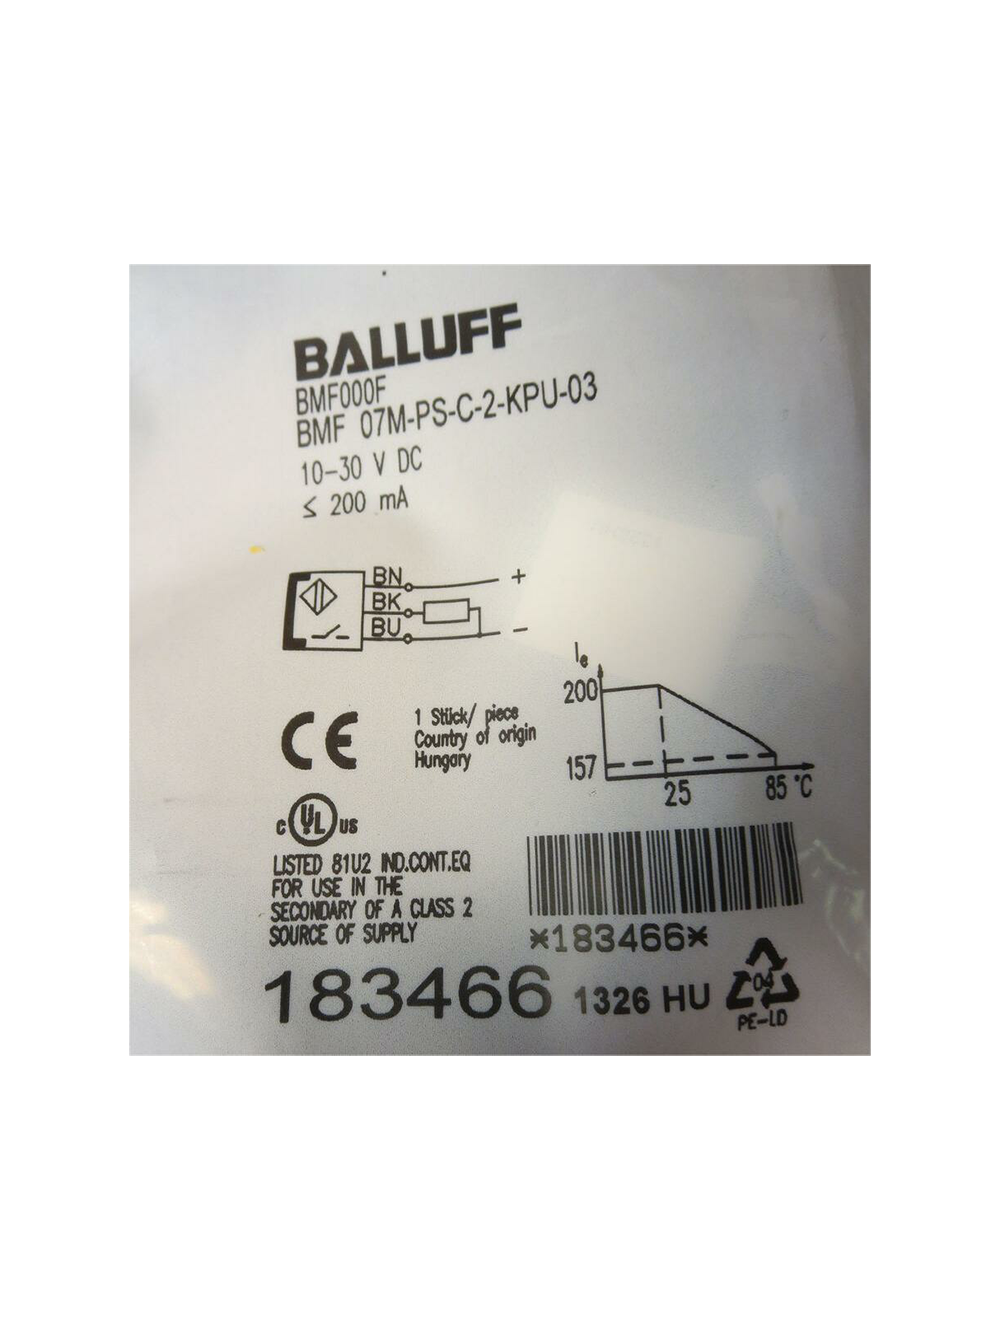 BALLUFF
BMF000F
BMF 07M-PS-C-2-KPU-03
10-30 V DC
≤ 200 mA
BN +
BK
BU -
Ie
200
157
25 85 °C
CE
1 Stück/ piece
Country of origin
Hungary
c UL US
LISTED 81U2 IND.CONT.EQ
FOR USE IN THE
SECONDARY OF A CLASS 2
SOURCE OF SUPPLY
*183466*
183466 1326 HU
04
PE-LD